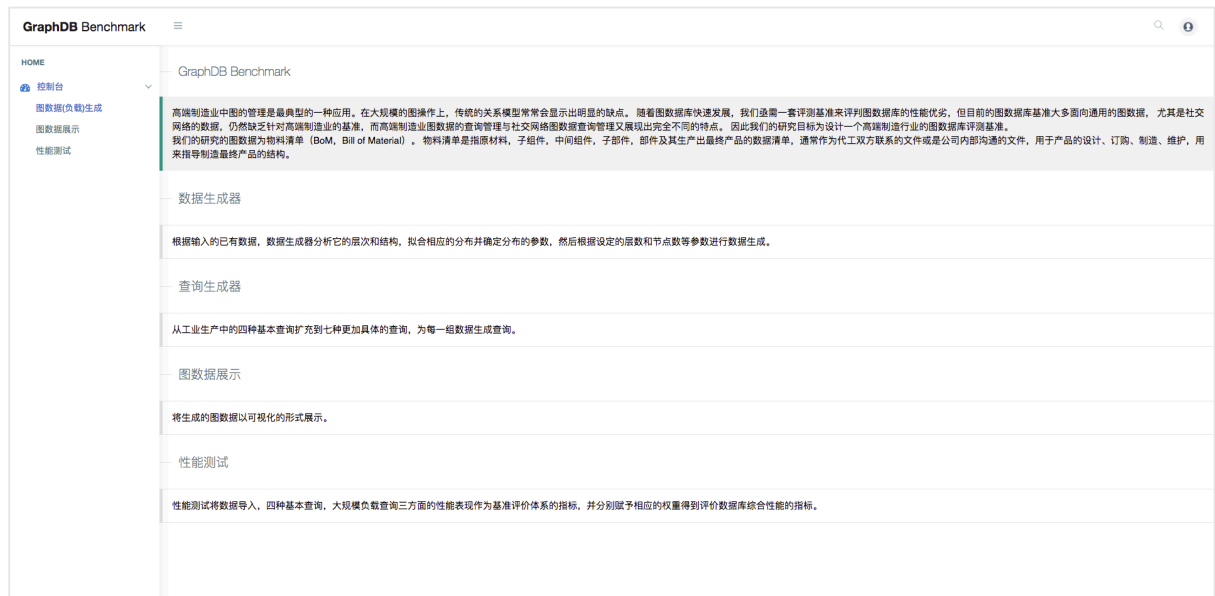 GraphDB Benchmark
HOME
控制台
图数据(负载)生成
图数据展示
性能测试
GraphDB Benchmark
高端制造业中图的管理是最典型的一种应用。在大规模的图操作上，传统的关系模型常常会显示出明显的缺点。 随着图数据库快速发展，我们亟需一套评测基准来评判图数据库的性能优劣，但目前的图数据库基准大多面向通用的图数据， 尤其是社交
网络的数据，仍然缺乏针对高端制造业的基准，而高端制造业图数据的查询管理与社交网络图数据查询管理又展现出完全不同的特点。 因此我们的研究目标为设计一个高端制造行业的图数据库评测基准。
我们的研究的图数据为物料清单（BoM，Bill of Material）。 物料清单是指原材料，子组件，中间组件，子部件，部件及其生产出最终产品的数据清单，通常作为代工双方联系的文件或是公司内部沟通的文件，用于产品的设计、订购、制造、维护，用
来指导制造最终产品的结构。
数据生成器
根据输入的已有数据，数据生成器分析它的层次和结构，拟合相应的分布并确定分布的参数，然后根据设定的层数和节点数等参数进行数据生成。
查询生成器
从工业生产中的四种基本查询扩充到七种更加具体的查询，为每一组数据生成查询。
图数据展示
将生成的图数据以可视化的形式展示。
性能测试
性能测试将数据导入，四种基本查询，大规模负载查询三方面的性能表现作为基准评价体系的指标，并分别赋予相应的权重得到评价数据库综合性能的指标。